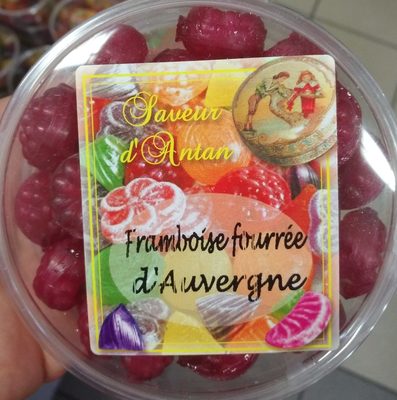 Saveur
d'Antan
Framboise fourrée
d'Auvergne